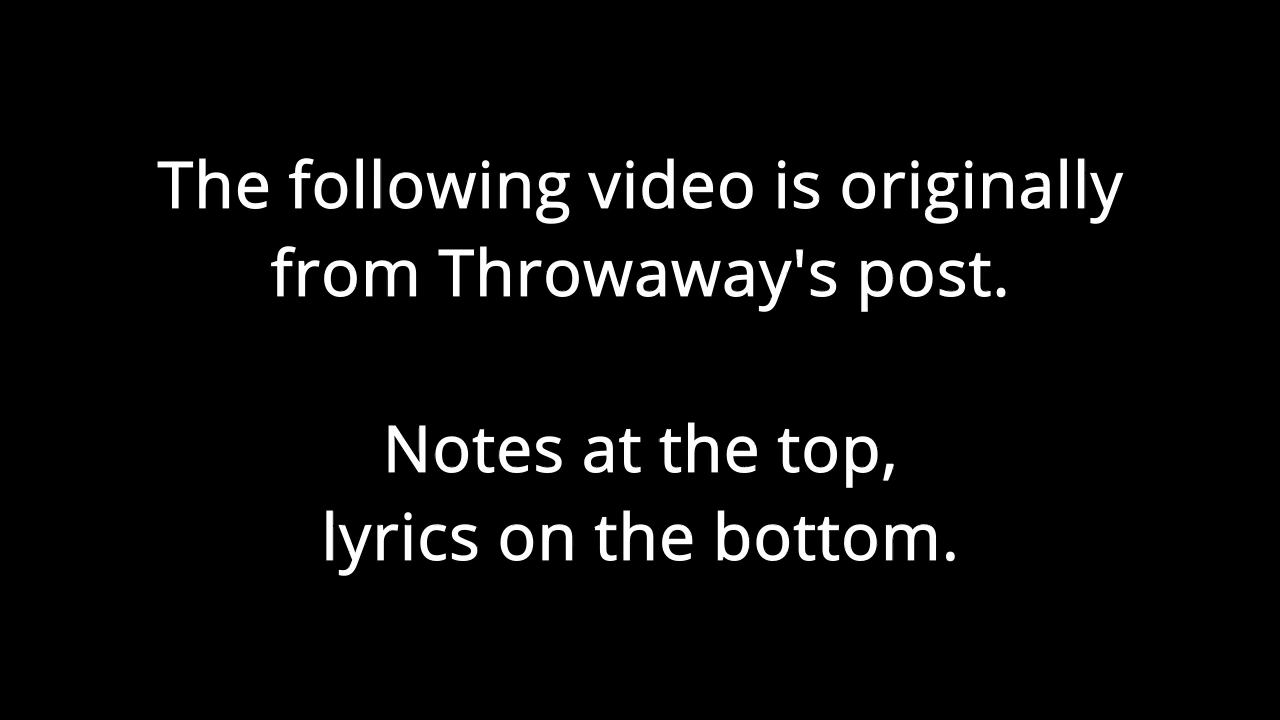 The following video is originally
from Throwaway's post.
Notes at the top,
lyrics on the bottom.